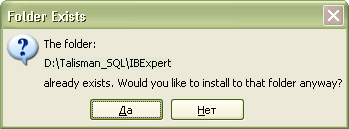 Folder Exists
The folder:
D:\Talisman_SQL\IBExpert
already exists. Would you like to install to that folder anyway?
Да Нет